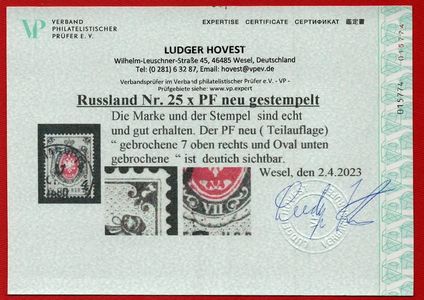 VP
VERBAND
PHILATELISTISCHER
PRÜFER E. V.
EXPERTISE CERTIFICATE СЕРТИФИКАТ 鑑定書
LUDGER HOVEST
Wilhelm-Leuschner-Straße 45, 46485 Wesel, Deutschland
Tel: (0 281) 6 32 87, Email: hovest@vpev.de
Verbandsprüfer im Verband philatelistischer Prüfer e.V. - VP -
Prüfgebiete siehe: www.vp.expert
015774
015774
Russland Nr. 25 x PF neu gestempelt
Die Marke und der Stempel sind echt
und gut erhalten. Der PF neu ( Teilauflage)
“ gebrochene 7 oben rechts und Oval unten
gebrochene “ ist deutich sichtbar.
Wesel, den 2.4.2023